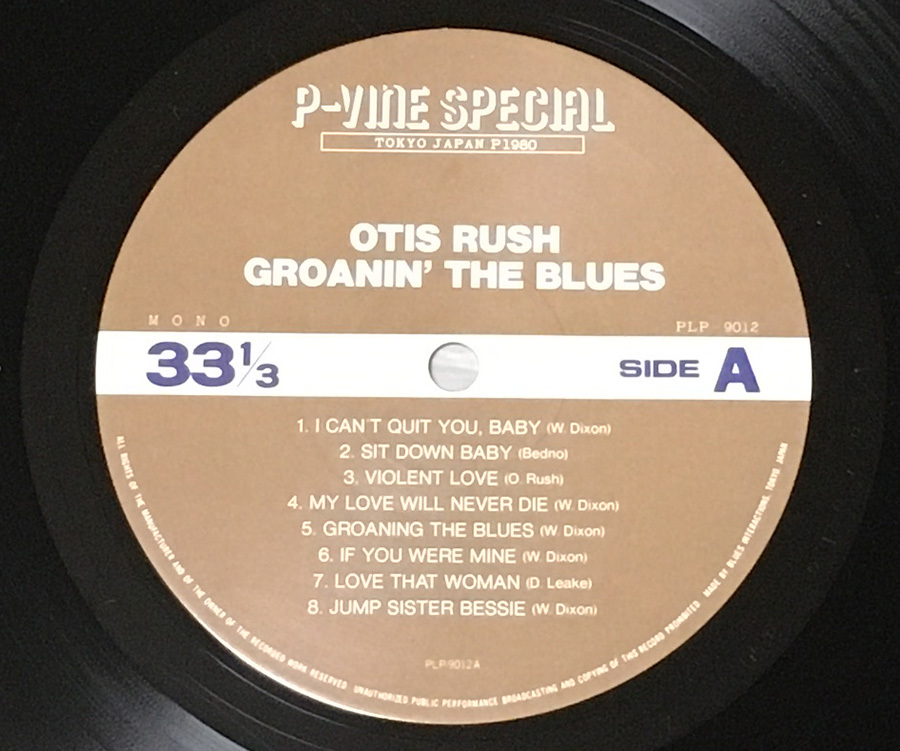 P-VINE SPECIAL
TOKYO JAPAN P1980
OTIS RUSH
GROANIN' THE BLUES
MONO
PLP-9012
33 1/3
SIDE A
1. I CAN'T QUIT YOU, BABY (W. Dixon)
2. SIT DOWN BABY (Bedno)
3. VIOLENT LOVE (O. Rush)
4. MY LOVE WILL NEVER DIE (W. Dixon)
5. GROANING THE BLUES (W. Dixon)
6. IF YOU WERE MINE (W. Dixon)
7. LOVE THAT WOMAN (D. Leake)
8. JUMP SISTER BESSIE (W. Dixon)
PLP-9012A
ALL RIGHTS OF THE MANUFACTURER AND OF THE OWNER OF THE RECORDED WORK RESERVED. UNAUTHORIZED PUBLIC PERFORMANCE BROADCASTING AND COPYING OF THIS RECORD PROHIBITED. MADE BY BLUES INTERACTIONS, TOKYO JAPAN